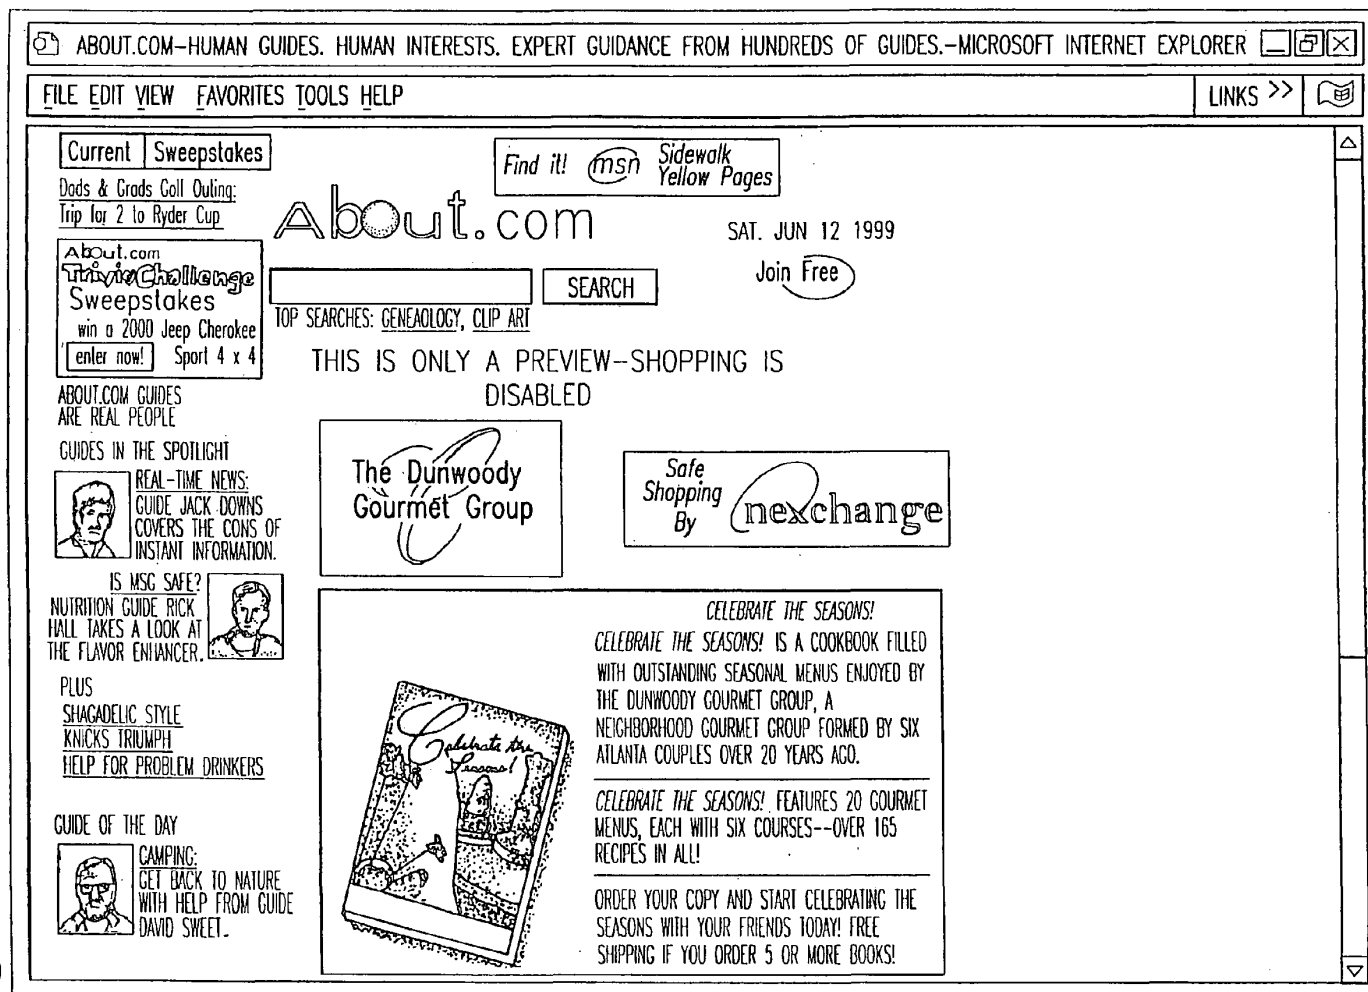 ABOUT.COM-HUMAN GUIDES. HUMAN INTERESTS. EXPERT GUIDANCE FROM HUNDREDS OF GUIDES.-MICROSOFT INTERNET EXPLORER
FILE EDIT VIEW FAVORITES TOOLS HELP
LINKS >>
Current Sweepstakes
Dads & Grads Goll Outing:
Trip for 2 to Ryder Cup
Find it! msn Sidewalk
Yellow Pages
About.com
SAT. JUN 12 1999
Join Free
About.com
Trivia Challenge
Sweepstakes
win a 2000 Jeep Cherokee
enter now! Sport 4 x 4
SEARCH
TOP SEARCHES: GENEAOLOGY, CLIP ART
THIS IS ONLY A PREVIEW--SHOPPING IS
DISABLED
ABOUT.COM GUIDES
ARE REAL PEOPLE
GUIDES IN THE SPOTLIGHT
REAL-TIME NEWS:
GUIDE JACK DOWNS
COVERS THE CONS OF
INSTANT INFORMATION.
IS MSG SAFE?
NUTRITION GUIDE RICK
HALL TAKES A LOOK AT
THE FLAVOR ENHANCER.
PLUS
SHAGADELIC STYLE
KNICKS TRIUMPH
HELP FOR PROBLEM DRINKERS
GUIDE OF THE DAY
CAMPING:
GET BACK TO NATURE
WITH HELP FROM GUIDE
DAVID SWEET.
The Dunwoody
Gourmet Group
Safe
Shopping
By
nexchange
Celebrate the
Seasons!
CELEBRATE THE SEASONS!
CELEBRATE THE SEASONS! IS A COOKBOOK FILLED
WITH OUTSTANDING SEASONAL MENUS ENJOYED BY
THE DUNWOODY GOURMET GROUP, A
NEIGHBORHOOD GOURMET GROUP FORMED BY SIX
ATLANTA COUPLES OVER 20 YEARS AGO.
CELEBRATE THE SEASONS! FEATURES 20 GOURMET
MENUS, EACH WITH SIX COURSES--OVER 165
RECIPES IN ALL!
ORDER YOUR COPY AND START CELEBRATING THE
SEASONS WITH YOUR FRIENDS TODAY! FREE
SHIPPING IF YOU ORDER 5 OR MORE BOOKS!